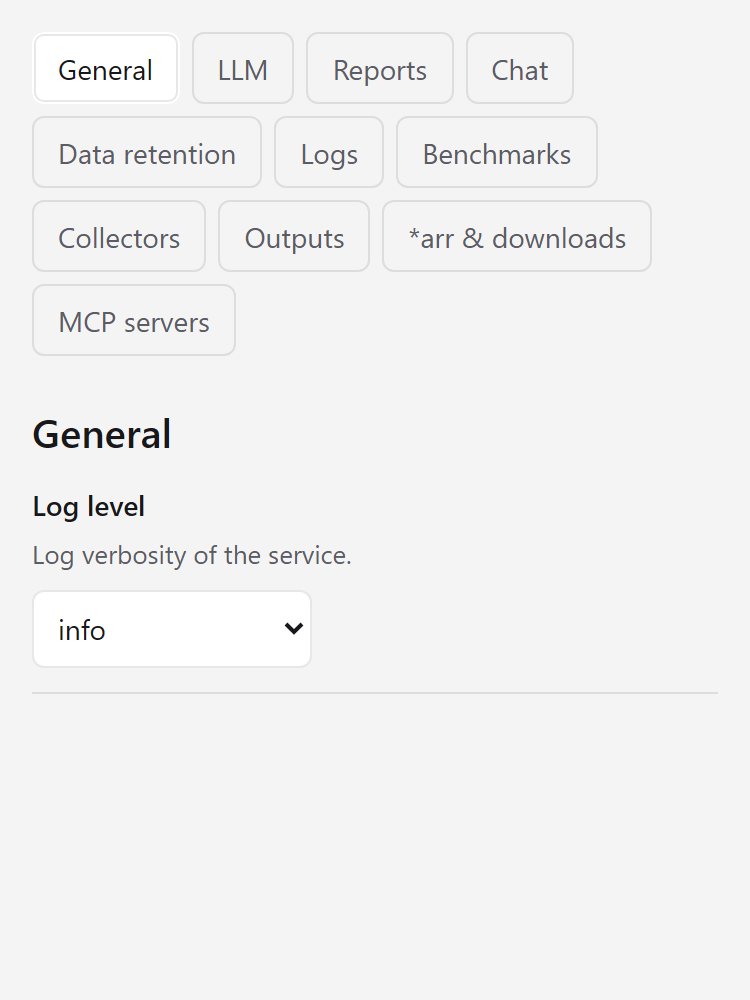 General LLM Reports Chat
Data retention Logs Benchmarks
Collectors Outputs *arr & downloads
MCP servers
General
Log level
Log verbosity of the service.
info